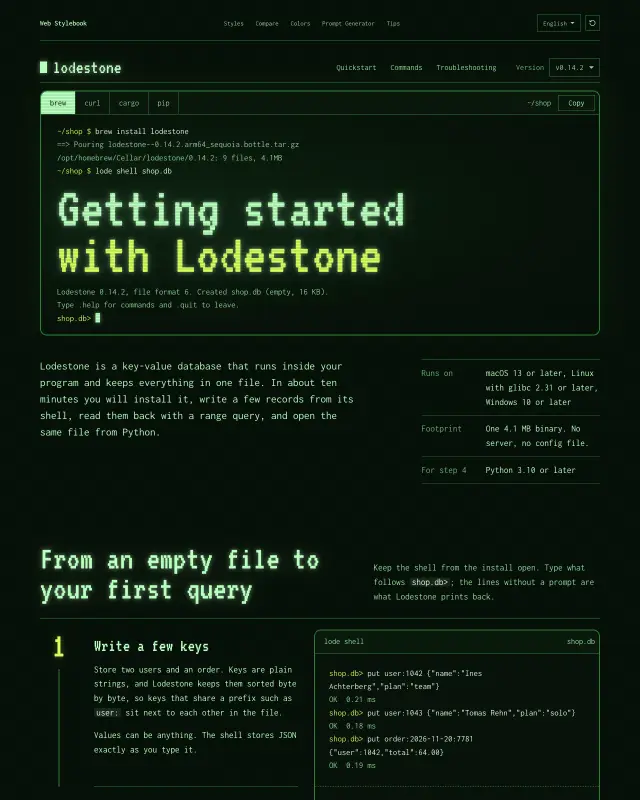 Web Stylebook
Styles Compare Colors Prompt Generator Tips
English
lodestone
Quickstart Commands Troubleshooting Version v0.14.2
brew curl cargo pip
~/shop Copy
~/shop $ brew install lodestone
==> Pouring lodestone--0.14.2.arm64_sequoia.bottle.tar.gz
/opt/homebrew/Cellar/lodestone/0.14.2: 9 files, 4.1MB
~/shop $ lode shell shop.db
Getting started
with Lodestone
Lodestone 0.14.2, file format 6. Created shop.db (empty, 16 KB).
Type .help for commands and .quit to leave.
shop.db>
Lodestone is a key-value database that runs inside your
program and keeps everything in one file. In about ten
minutes you will install it, write a few records from its
shell, read them back with a range query, and open the
same file from Python.
Runs on macOS 13 or later, Linux
with glibc 2.31 or later,
Windows 10 or later
Footprint One 4.1 MB binary. No
server, no config file.
For step 4 Python 3.10 or later
From an empty file to
your first query
Keep the shell from the install open. Type what
follows shop.db>; the lines without a prompt are
what Lodestone prints back.
1
Write a few keys
Store two users and an order. Keys are plain
strings, and Lodestone keeps them sorted byte
by byte, so keys that share a prefix such as
user: sit next to each other in the file.
Values can be anything. The shell stores JSON
exactly as you type it.
lode shell shop.db
shop.db> put user:1042 {"name":"Ines
Achterberg","plan":"team"}
OK 0.21 ms
shop.db> put user:1043 {"name":"Tomas Rehn","plan":"solo"}
OK 0.18 ms
shop.db> put order:2026-11-20:7781
{"user":1042,"total":64.00}
OK 0.19 ms